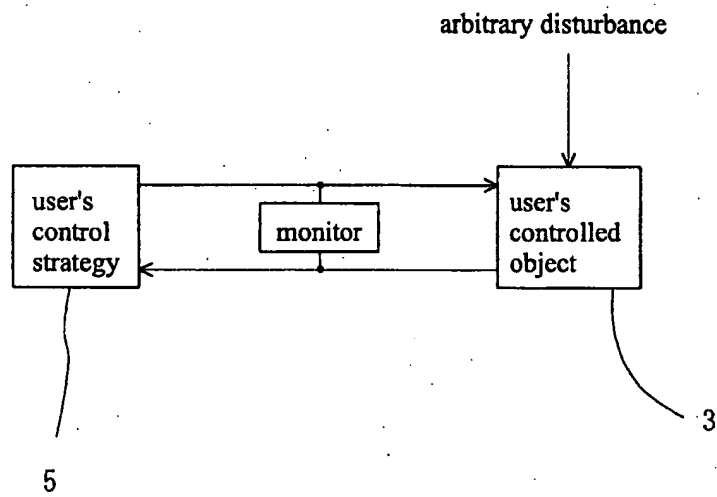 arbitrary disturbance
user's
control
strategy
monitor
user's
controlled
object
3
5